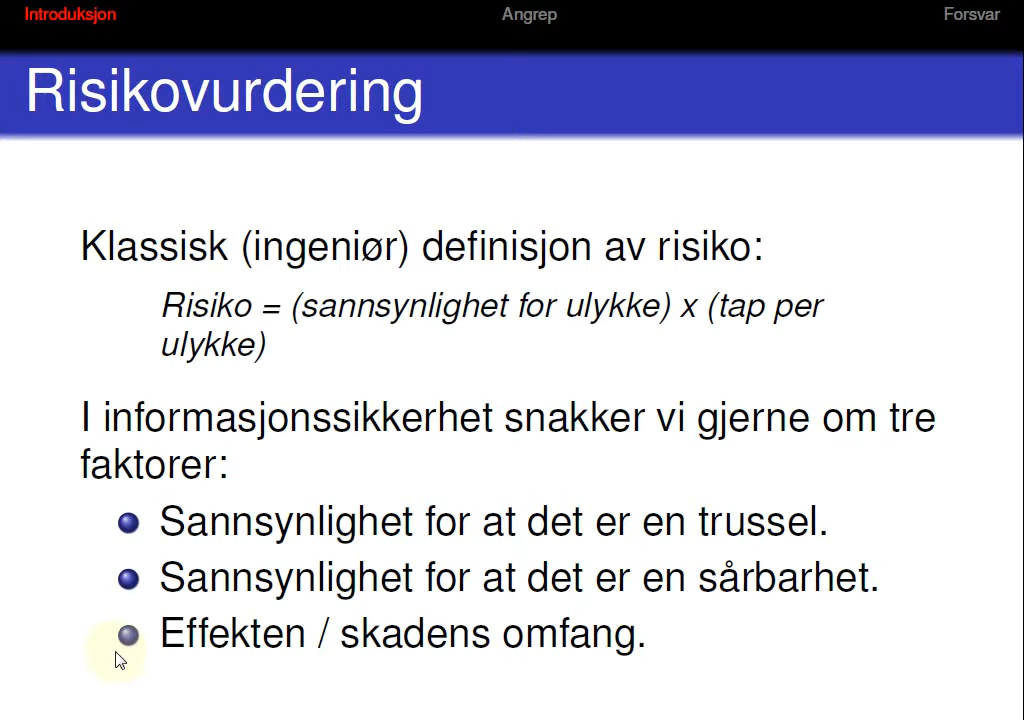 Introduksjon Angrep Forsvar
Risikovurdering
Klassisk (ingeniør) definisjon av risiko:
Risiko = (sannsynlighet for ulykke) x (tap per
ulykke)
I informasjonssikkerhet snakker vi gjerne om tre
faktorer:
Sannsynlighet for at det er en trussel.
Sannsynlighet for at det er en sårbarhet.
Effekten / skadens omfang.